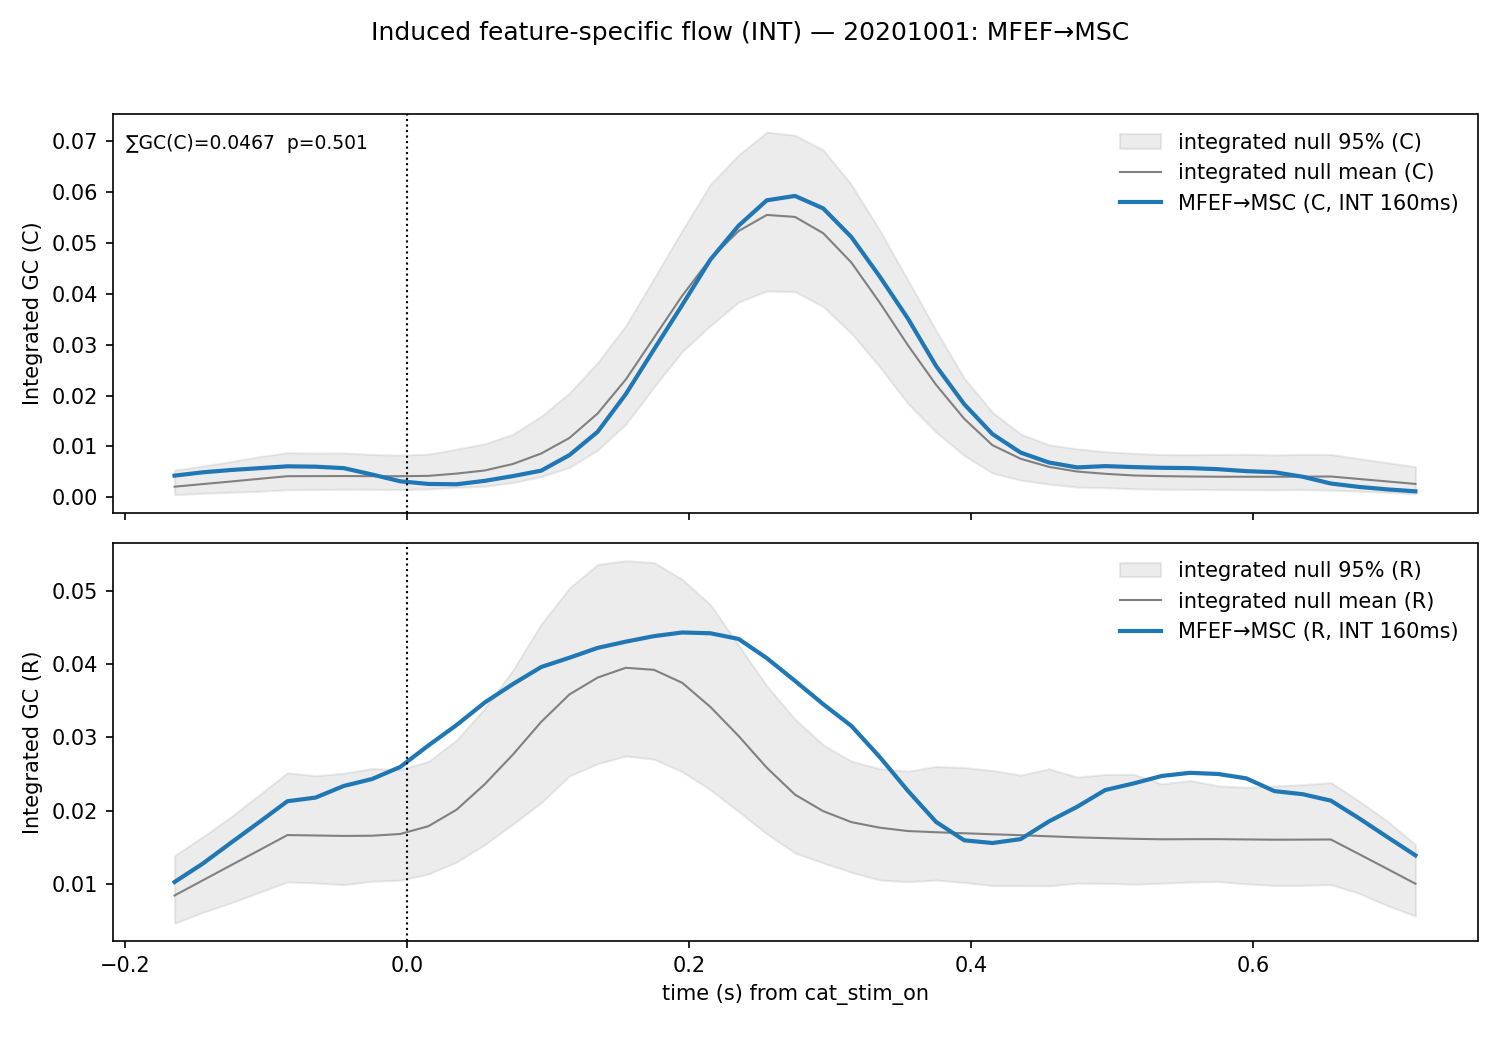 Induced feature-specific flow (INT) — 20201001: MFEF→MSC
∑GC(C)=0.0467  p=0.501
integrated null 95% (C)
integrated null mean (C)
MFEF→MSC (C, INT 160ms)
Integrated GC (C)
0.07
0.06
0.05
0.04
0.03
0.02
0.01
0.00
integrated null 95% (R)
integrated null mean (R)
MFEF→MSC (R, INT 160ms)
Integrated GC (R)
0.05
0.04
0.03
0.02
0.01
−0.2 0.0 0.2 0.4 0.6
time (s) from cat_stim_on